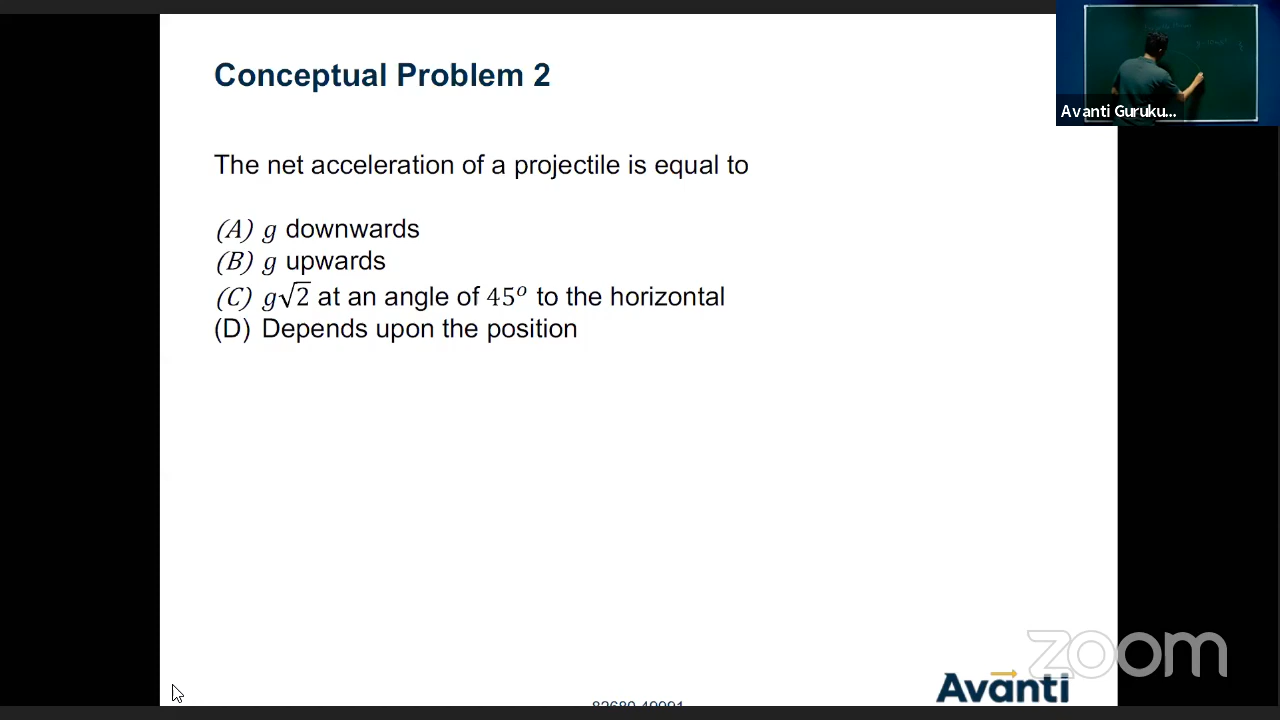 Conceptual Problem 2
Avanti Guruku...
The net acceleration of a projectile is equal to
(A) g downwards
(B) g upwards
(C) g√2 at an angle of 45° to the horizontal
(D) Depends upon the position
zoom
Avanti